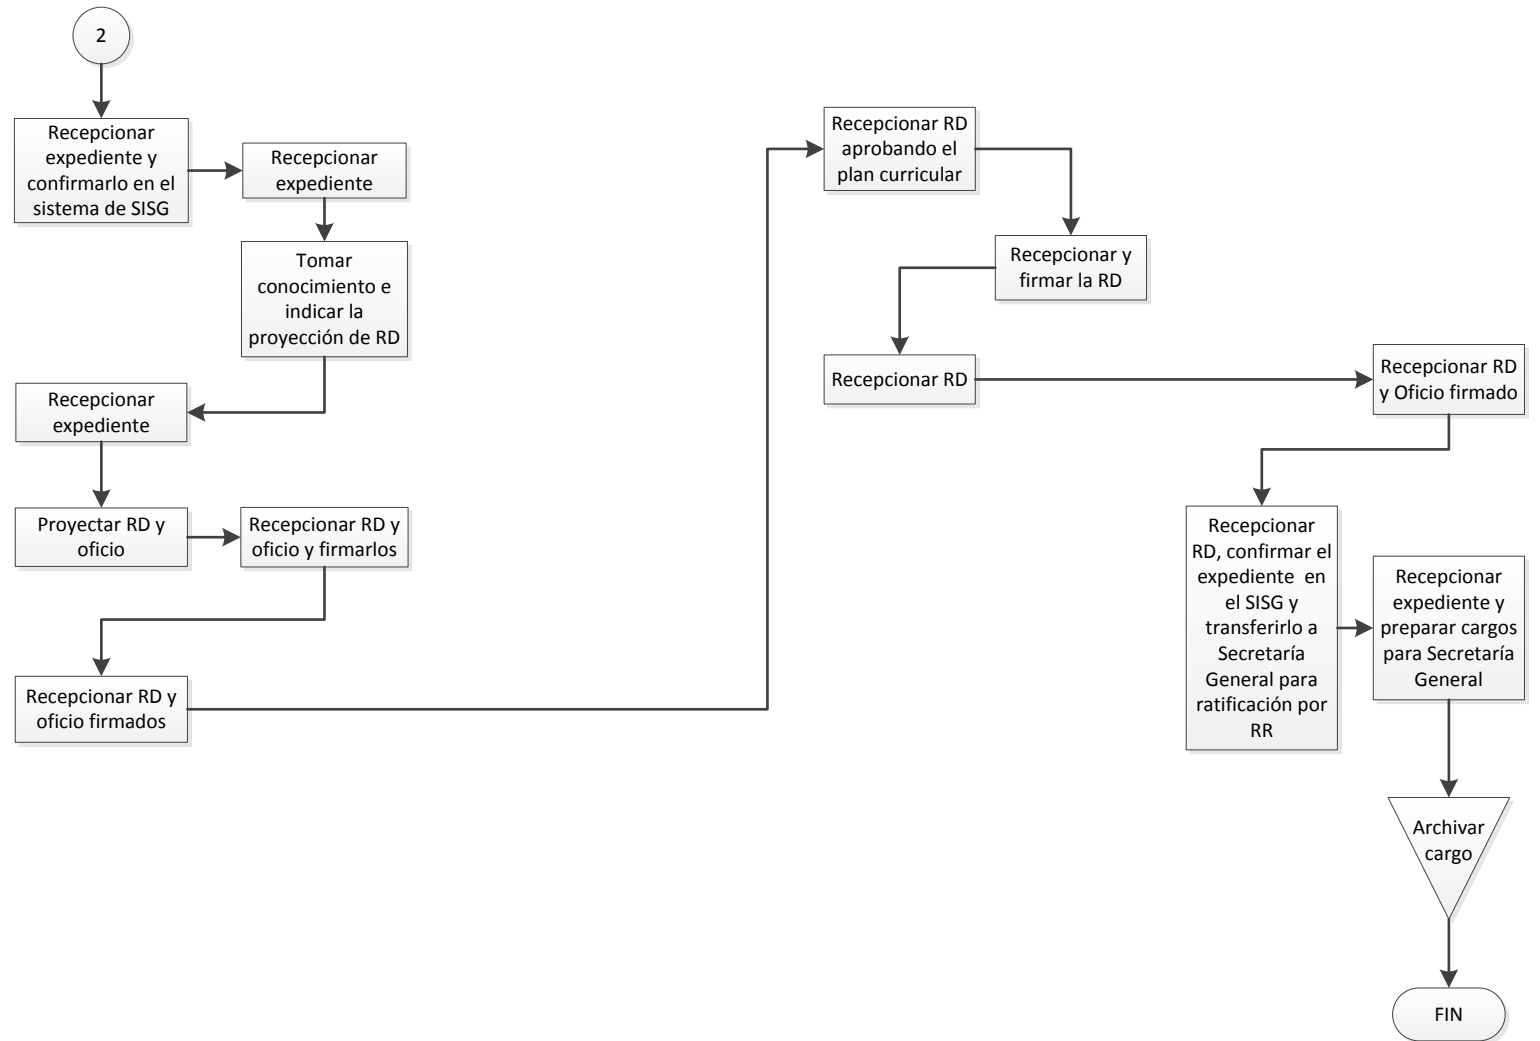 2
Recepcionar
expediente y
confirmarlo en el
sistema de SISG
Recepcionar
expediente
Tomar
conocimiento e
indicar la
proyección de RD
Recepcionar
expediente
Proyectar RD y
oficio
Recepcionar RD y
oficio y firmarlos
Recepcionar RD y
oficio firmados
Recepcionar RD
aprobando el
plan curricular
Recepcionar y
firmar la RD
Recepcionar RD
Recepcionar RD
y Oficio firmado
Recepcionar
RD, confirmar el
expediente en
el SISG y
transferirlo a
Secretaría
General para
ratificación por
RR
Recepcionar
expediente y
preparar cargos
para Secretaría
General
Archivar
cargo
FIN